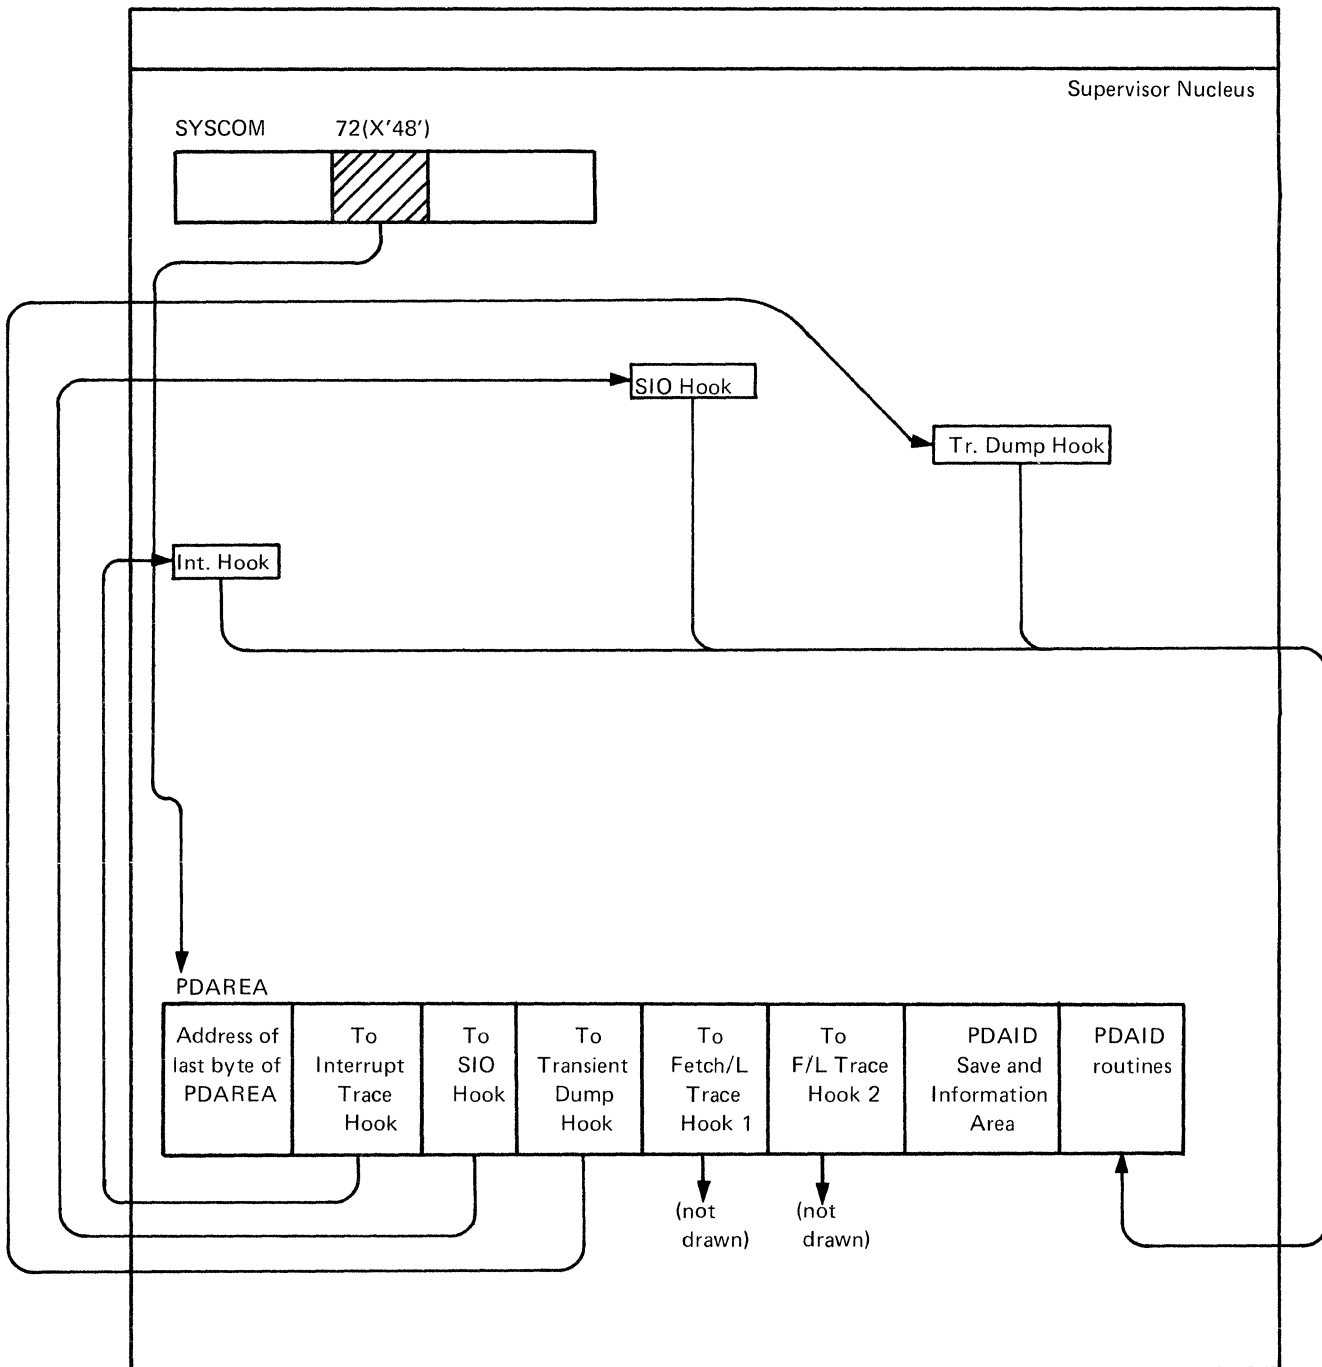 Supervisor Nucleus
SYSCOM 72(X'48')
SIO Hook
Tr. Dump Hook
Int. Hook
PDAREA
Address of
last byte of
PDAREA
To
Interrupt
Trace
Hook
To
SIO
Hook
To
Transient
Dump
Hook
To
Fetch/L
Trace
Hook 1
To
F/L Trace
Hook 2
PDAID
Save and
Information
Area
PDAID
routines
(not
drawn)
(not
drawn)